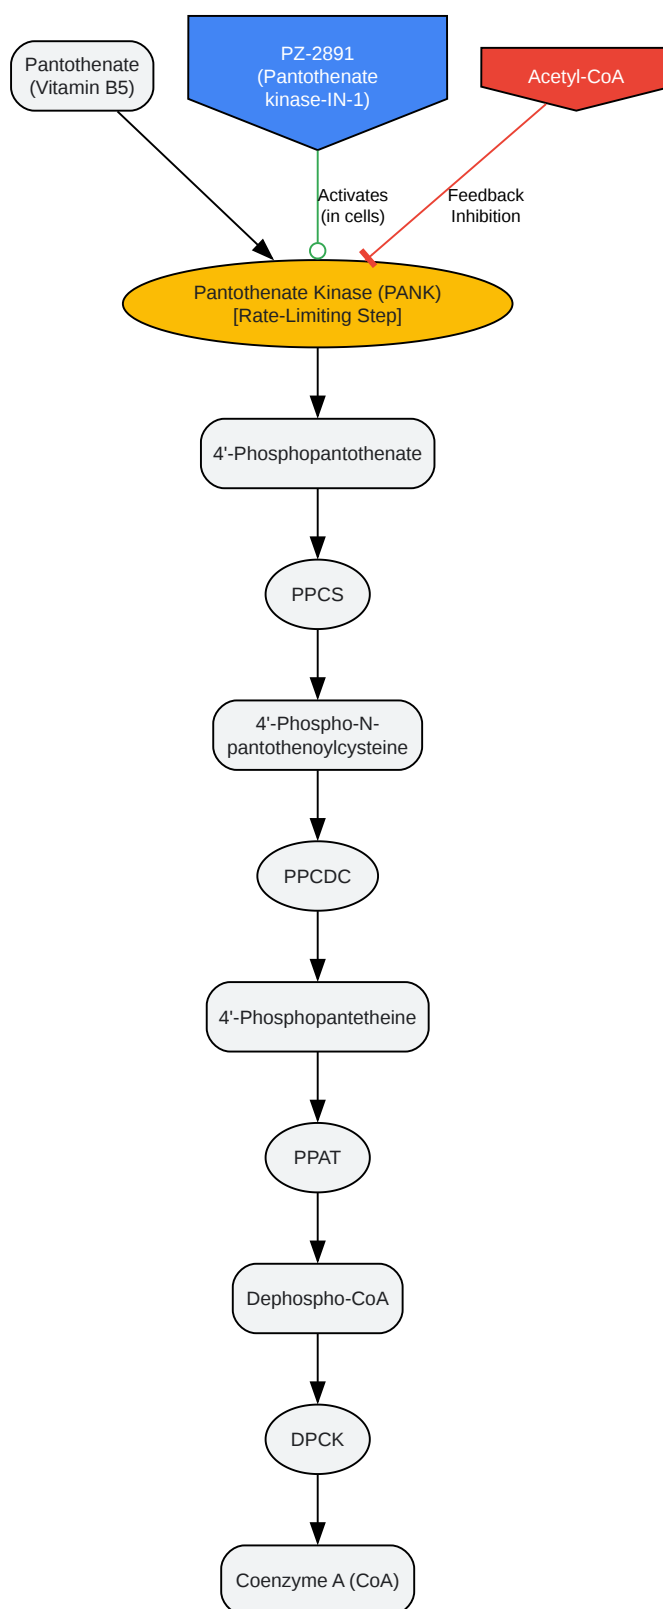 Pantothenate
(Vitamin B5)
PZ-2891
(Pantothenate
kinase-IN-1)
Acetyl-CoA
Activates
(in cells)
Feedback
Inhibition
Pantothenate Kinase (PANK)
[Rate-Limiting Step]
4'-Phosphopantothenate
PPCS
4'-Phospho-N-
pantothenoylcysteine
PPCDC
4'-Phosphopantetheine
PPAT
Dephospho-CoA
DPCK
Coenzyme A (CoA)